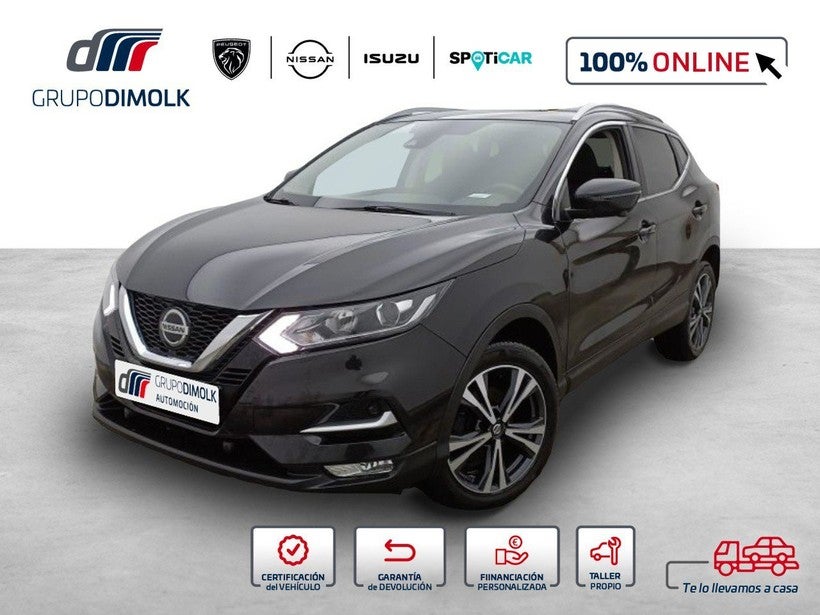 PEUGEOT
NISSAN
ISUZU
SPOTiCAR
100% ONLINE
GRUPODIMOLK
NISSAN
GRUPODIMOLK
AUTOMOCIÓN
CERTIFICACIÓN
del VEHÍCULO
GARANTÍA
de DEVOLUCIÓN
FIINANCIACIÓN
PERSONALIZADA
TALLER
PROPIO
Te lo llevamos a casa